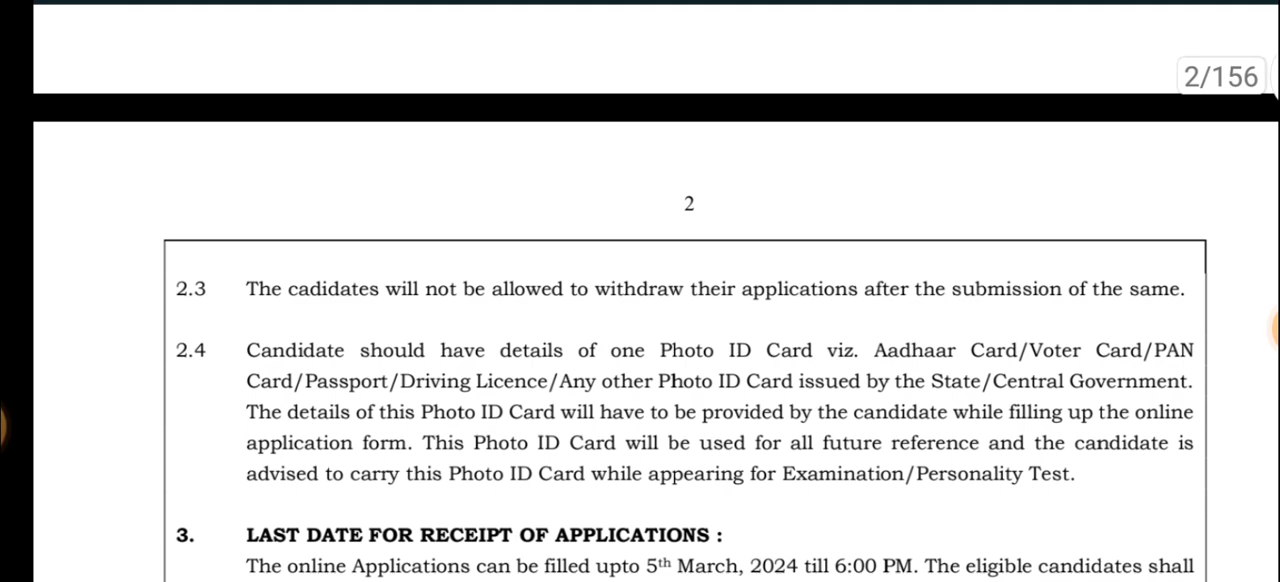 2/156
2
2.3 The cadidates will not be allowed to withdraw their applications after the submission of the same.
2.4 Candidate should have details of one Photo ID Card viz. Aadhaar Card/Voter Card/PAN
Card/Passport/Driving Licence/Any other Photo ID Card issued by the State/Central Government.
The details of this Photo ID Card will have to be provided by the candidate while filling up the online
application form. This Photo ID Card will be used for all future reference and the candidate is
advised to carry this Photo ID Card while appearing for Examination/Personality Test.
3. LAST DATE FOR RECEIPT OF APPLICATIONS :
The online Applications can be filled upto 5th March, 2024 till 6:00 PM. The eligible candidates shall